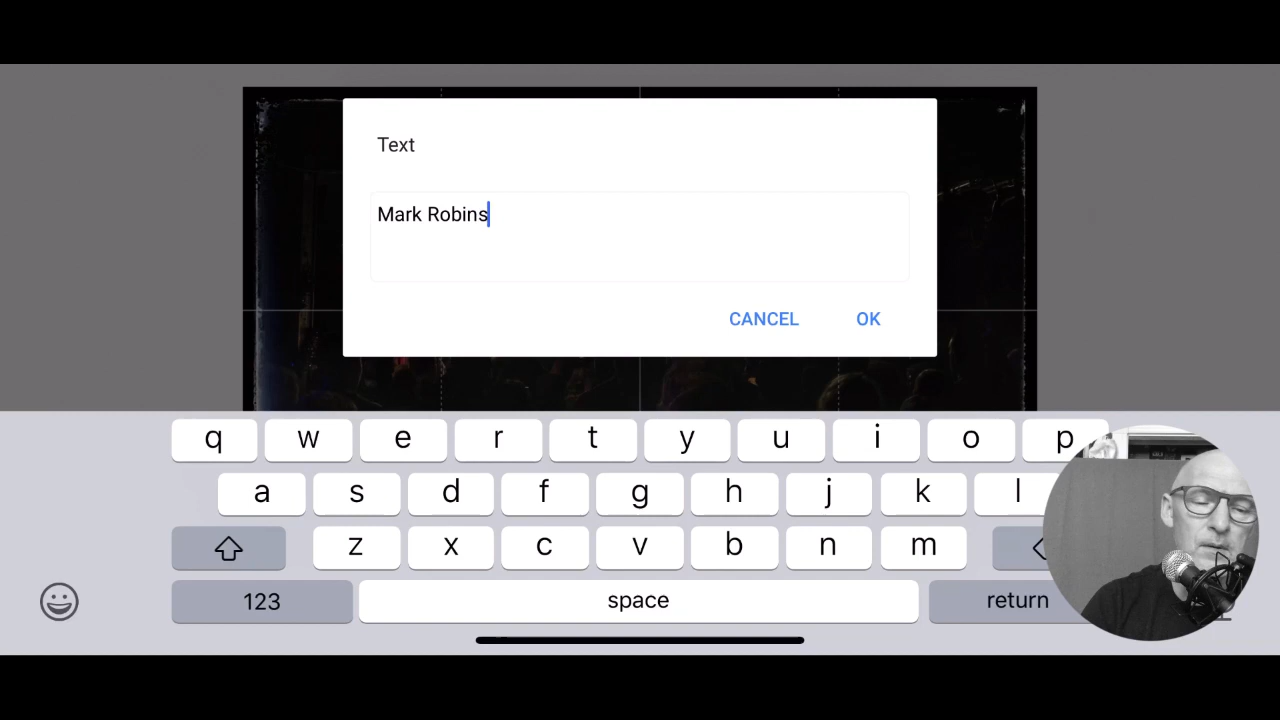 Text
Mark Robins
CANCEL OK
q w e r t y u i o p
a s d f g h j k l
z x c v b n m
123 space return